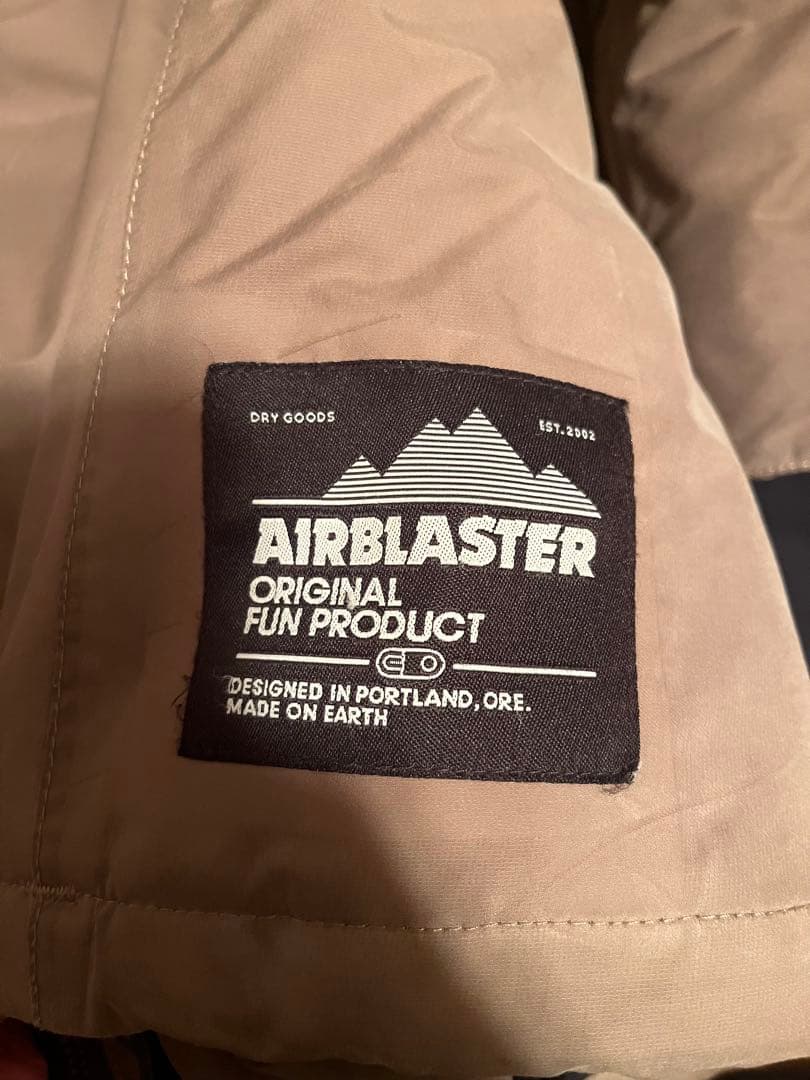 DRY GOODS
EST. 2002
AIRBLASTER
ORIGINAL
FUN PRODUCT
DESIGNED IN PORTLAND, ORE.
MADE ON EARTH